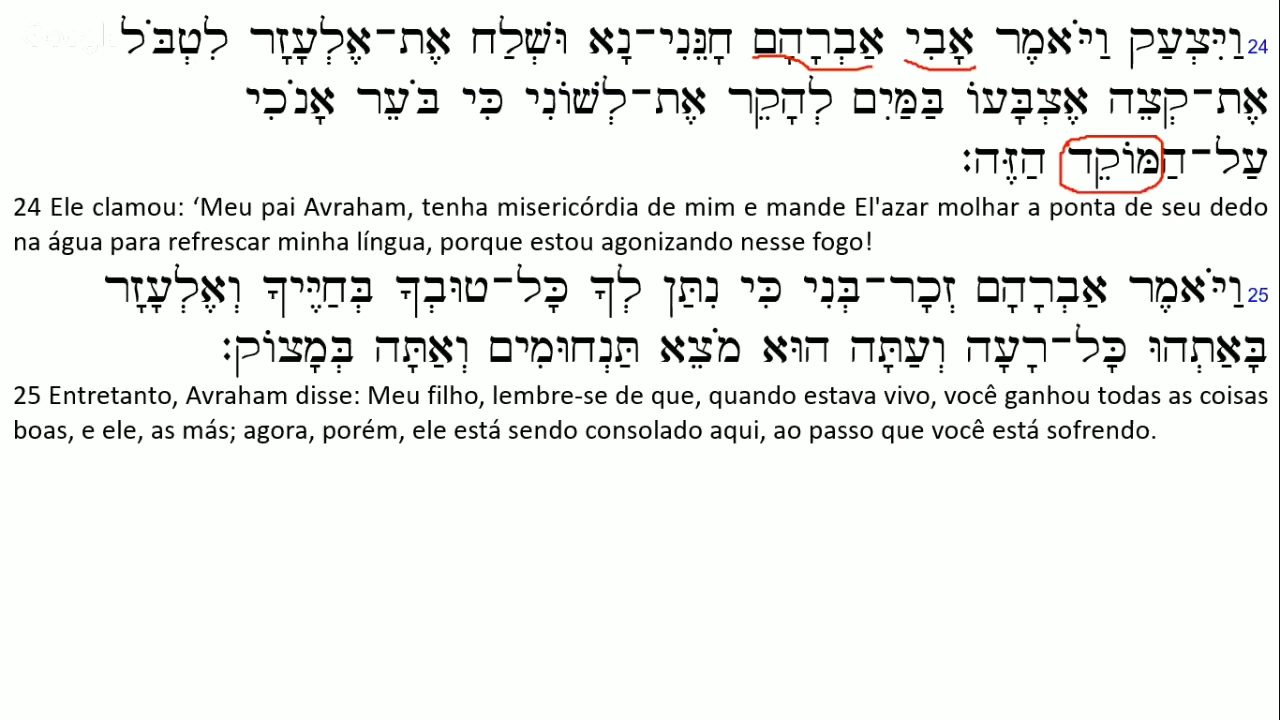 24 וַיִּצְעַק וַיֹּאמֶר אָבִי אַבְרָהָם חָנֵּנִי־נָא וּשְׁלַח אֶת־אֶלְעָזָר לִטְבֹּל
אֶת־קְצֵה אֶצְבָּעוֹ בַּמַּיִם לְהָקֵר אֶת־לְשׁוֹנִי כִּי בֹּעֵר אָנֹכִי
עַל־הַמּוֹקֵד הַזֶּה׃
24 Ele clamou: ‘Meu pai Avraham, tenha misericórdia de mim e mande El'azar molhar a ponta de seu dedo
na água para refrescar minha língua, porque estou agonizando nesse fogo!
25 וַיֹּאמֶר אַבְרָהָם זְכָר־בְּנִי כִּי נִתַּן לְךָ כָּל־טוּבְךָ בְּחַיֶּיךָ וְאֶלְעָזָר
בָּאַתְהוּ כָּל־רָעָה וְעַתָּה הוּא מֹצֵא תַּנְחוּמִים וְאַתָּה בְּמָצוֹק׃
25 Entretanto, Avraham disse: Meu filho, lembre-se de que, quando estava vivo, você ganhou todas as coisas
boas, e ele, as más; agora, porém, ele está sendo consolado aqui, ao passo que você está sofrendo.